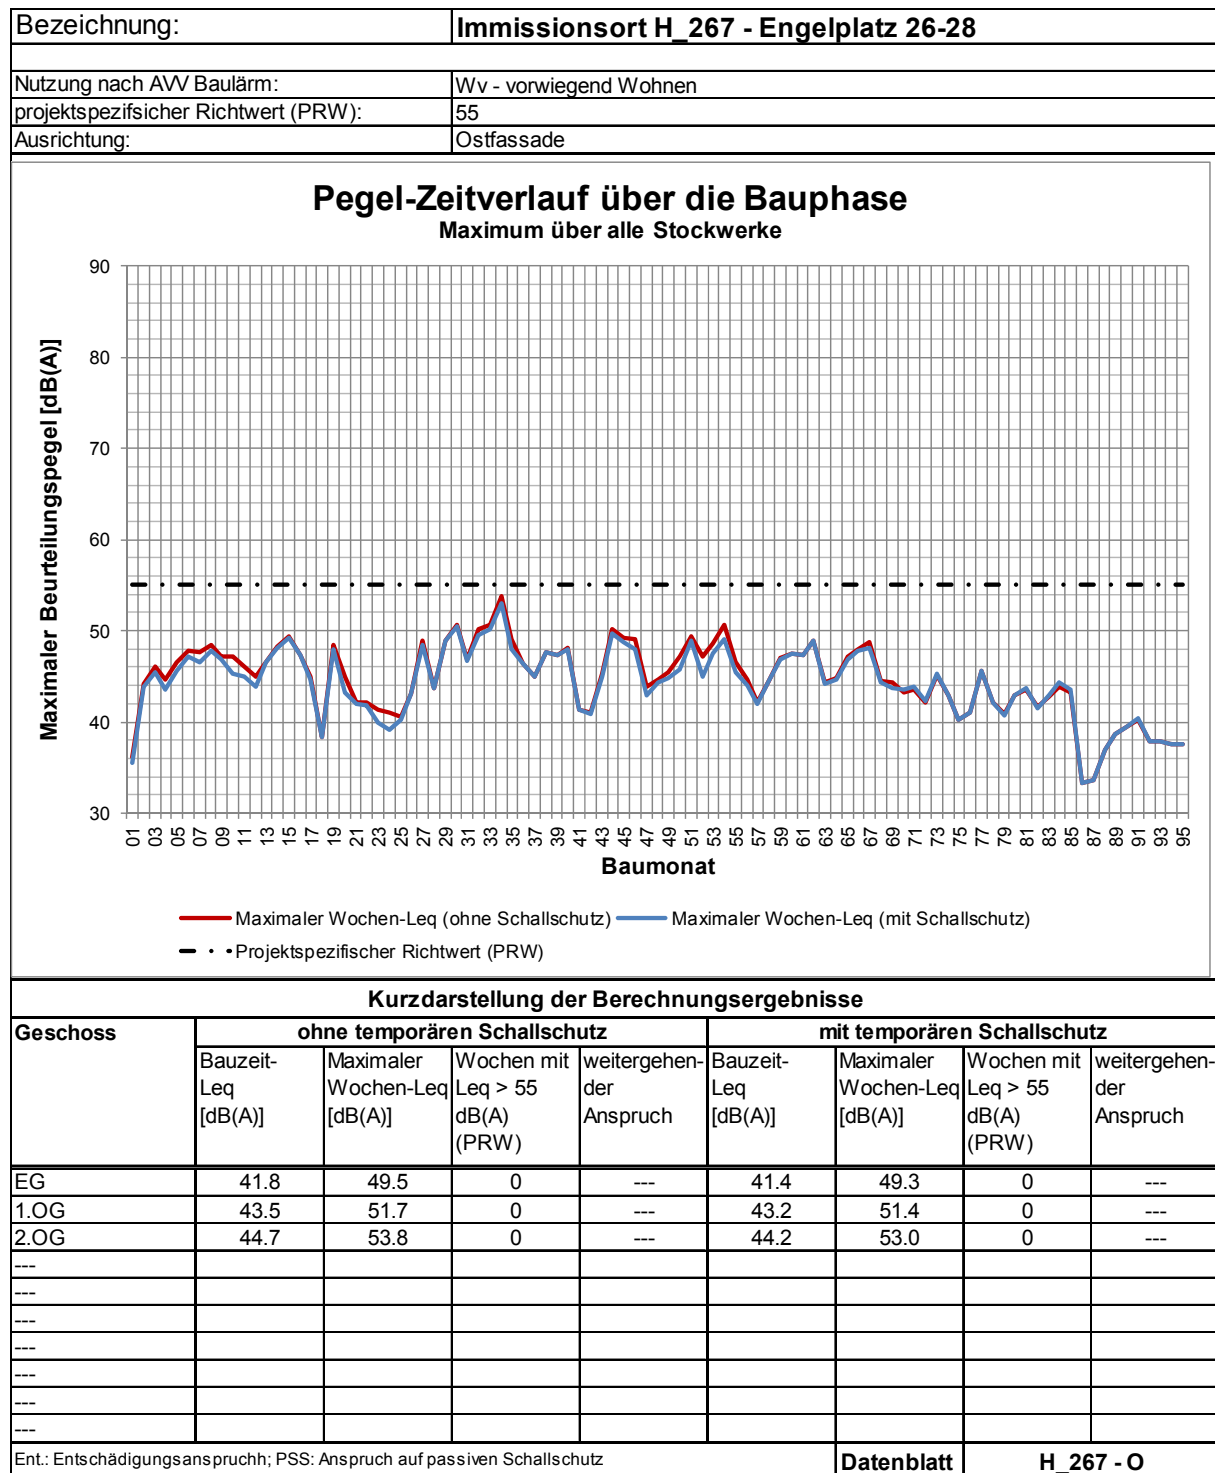 Bezeichnung: Immissionsort H_267 - Engelplatz 26-28
Nutzung nach AVV Baulärm: Wv - vorwiegend Wohnen
projektspezifsicher Richtwert (PRW): 55
Ausrichtung: Ostfassade
Pegel-Zeitverlauf über die Bauphase
Maximum über alle Stockwerke
Maximaler Beurteilungspegel [dB(A)]
90
80
70
60
50
40
30
01 03 05 07 09 11 13 15 17 19 21 23 25 27 29 31 33 35 37 39 41 43 45 47 49 51 53 55 57 59 61 63 65 67 69 71 73 75 77 79 81 83 85 87 89 91 93 95
Baumonat
Maximaler Wochen-Leq (ohne Schallschutz) Maximaler Wochen-Leq (mit Schallschutz)
Projektspezifischer Richtwert (PRW)
Kurzdarstellung der Berechnungsergebnisse
Geschoss ohne temporären Schallschutz mit temporären Schallschutz
Bauzeit- Maximaler Wochen mit weitergehen- Bauzeit- Maximaler Wochen mit weitergehen-
Leq Wochen-Leq Leq > 55 der Leq Wochen-Leq Leq > 55 der
[dB(A)] [dB(A)] dB(A) Anspruch [dB(A)] [dB(A)] dB(A) Anspruch
(PRW) (PRW)
EG 41.8 49.5 0 --- 41.4 49.3 0 ---
1.OG 43.5 51.7 0 --- 43.2 51.4 0 ---
2.OG 44.7 53.8 0 --- 44.2 53.0 0 ---
---
---
---
---
---
---
---
Ent.: Entschädigungsanspruchh; PSS: Anspruch auf passiven Schallschutz Datenblatt H_267 - O